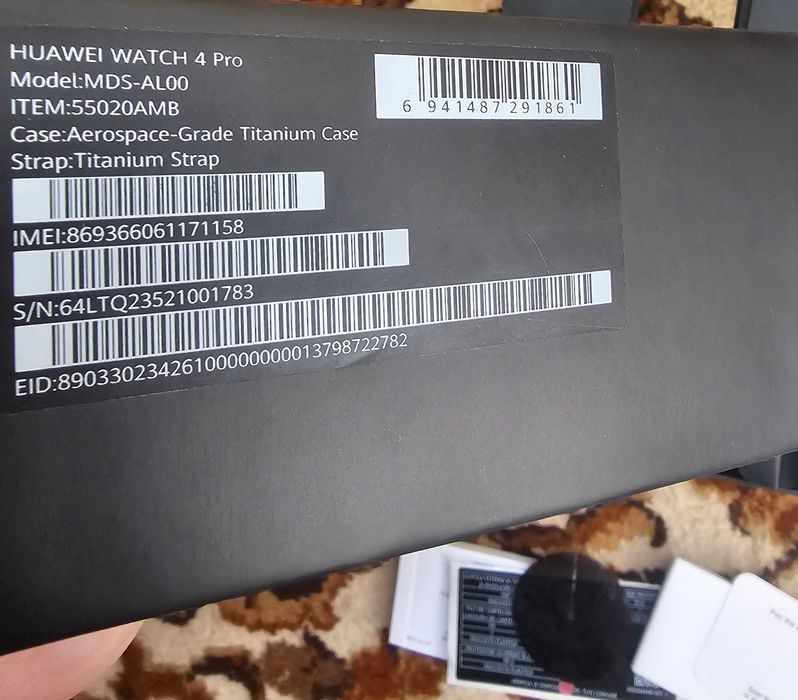 HUAWEI WATCH 4 Pro
Model:MDS-AL00
ITEM:55020AMB
Case:Aerospace-Grade Titanium Case
Strap:Titanium Strap
6 941487 291861
IMEI:869366061171158
S/N:64LTQ23521001783
EID:89033023426100000000013798722782